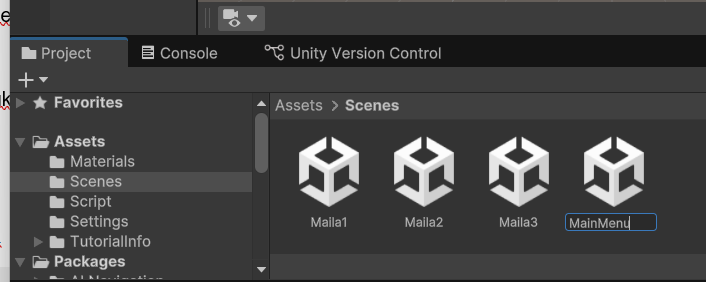 Project
Console
Unity Version Control
Favorites
Assets
Materials
Scenes
Script
Settings
TutorialInfo
Packages
Assets > Scenes
Maila1
Maila2
Maila3
MainMenu